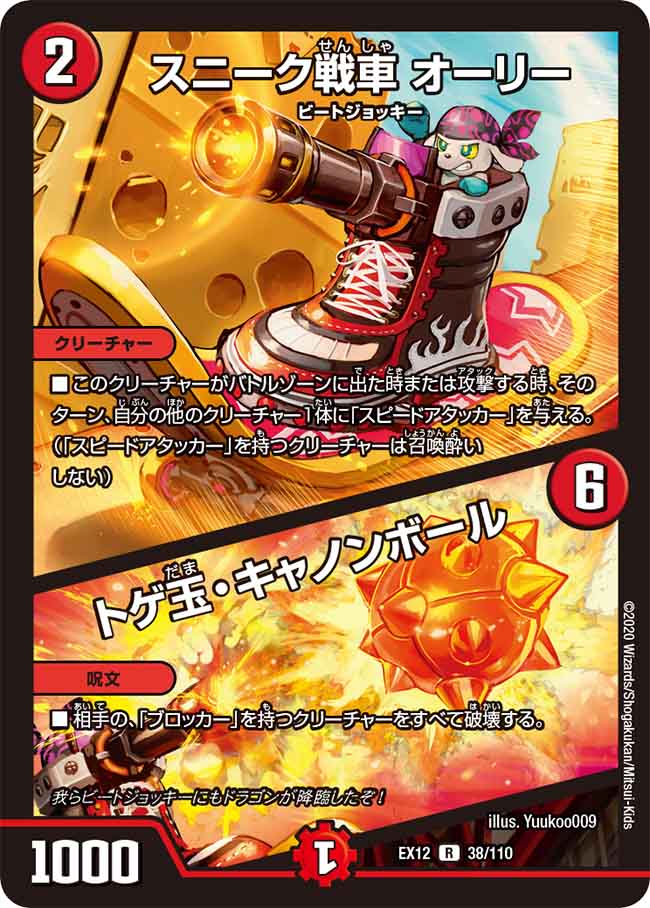 2
スニーク戦車 オーリー
ビートジョッキー
クリーチャー
■このクリーチャーがバトルゾーンに出た時または攻撃する時、その
ターン、自分の他のクリーチャー1体に「スピードアタッカー」を与える。
(「スピードアタッカー」を持つクリーチャーは召喚酔い
しない)
6
トゲ玉・キャノンボール
呪文
■相手の、「ブロッカー」を持つクリーチャーをすべて破壊する。
我らビートジョッキーにもドラゴンが降臨したぞ!
illus. Yuukoo009
1000
1
EX12 R 38/110
©2020 Wizards/Shogakukan/Mitsui-Kids